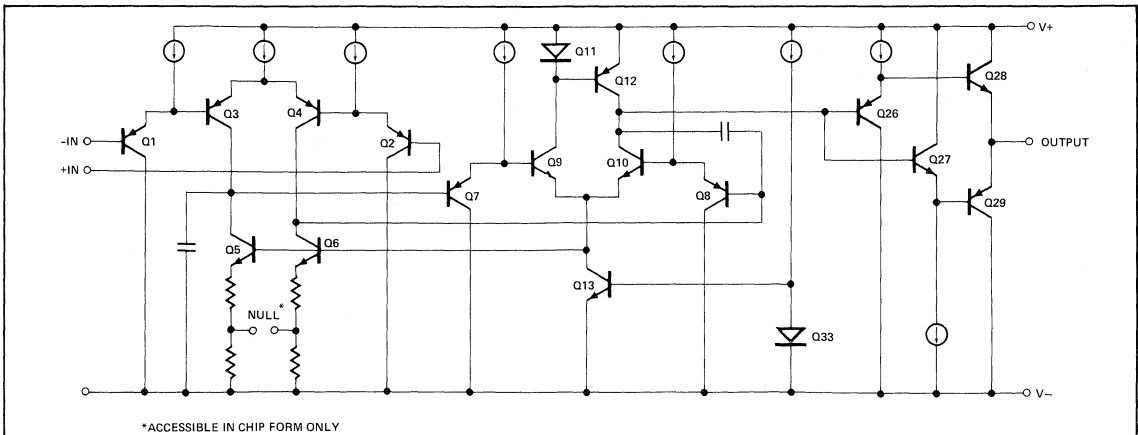 V+
Q11
Q12
Q28
Q3
Q4
Q26
Q1
–IN
Q2
Q9
Q10
Q27
OUTPUT
+IN
Q7
Q8
Q29
Q5
Q6
Q13
NULL*
Q33
V–
*ACCESSIBLE IN CHIP FORM ONLY